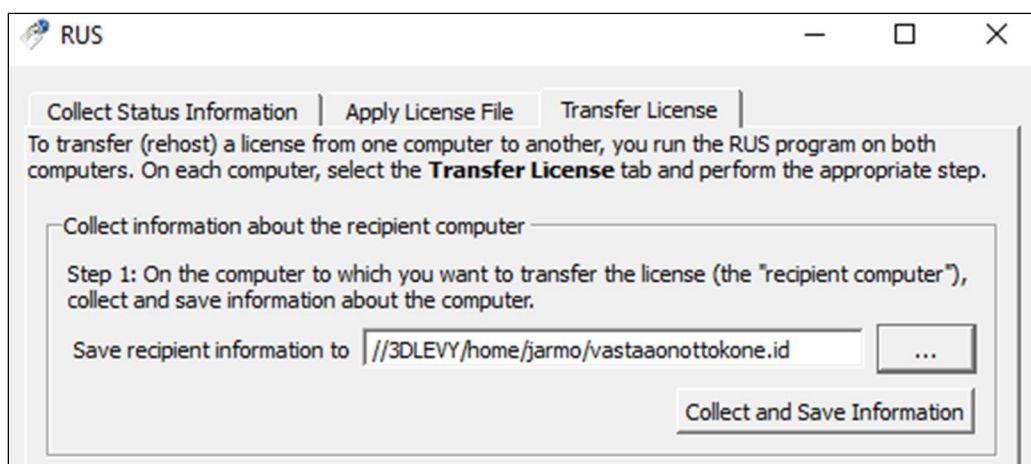 RUS
Collect Status Information Apply License File Transfer License
To transfer (rehost) a license from one computer to another, you run the RUS program on both
computers. On each computer, select the Transfer License tab and perform the appropriate step.
Collect information about the recipient computer
Step 1: On the computer to which you want to transfer the license (the "recipient computer"),
collect and save information about the computer.
Save recipient information to //3DLEVY/home/jarmo/vastaaonottokone.id ...
Collect and Save Information